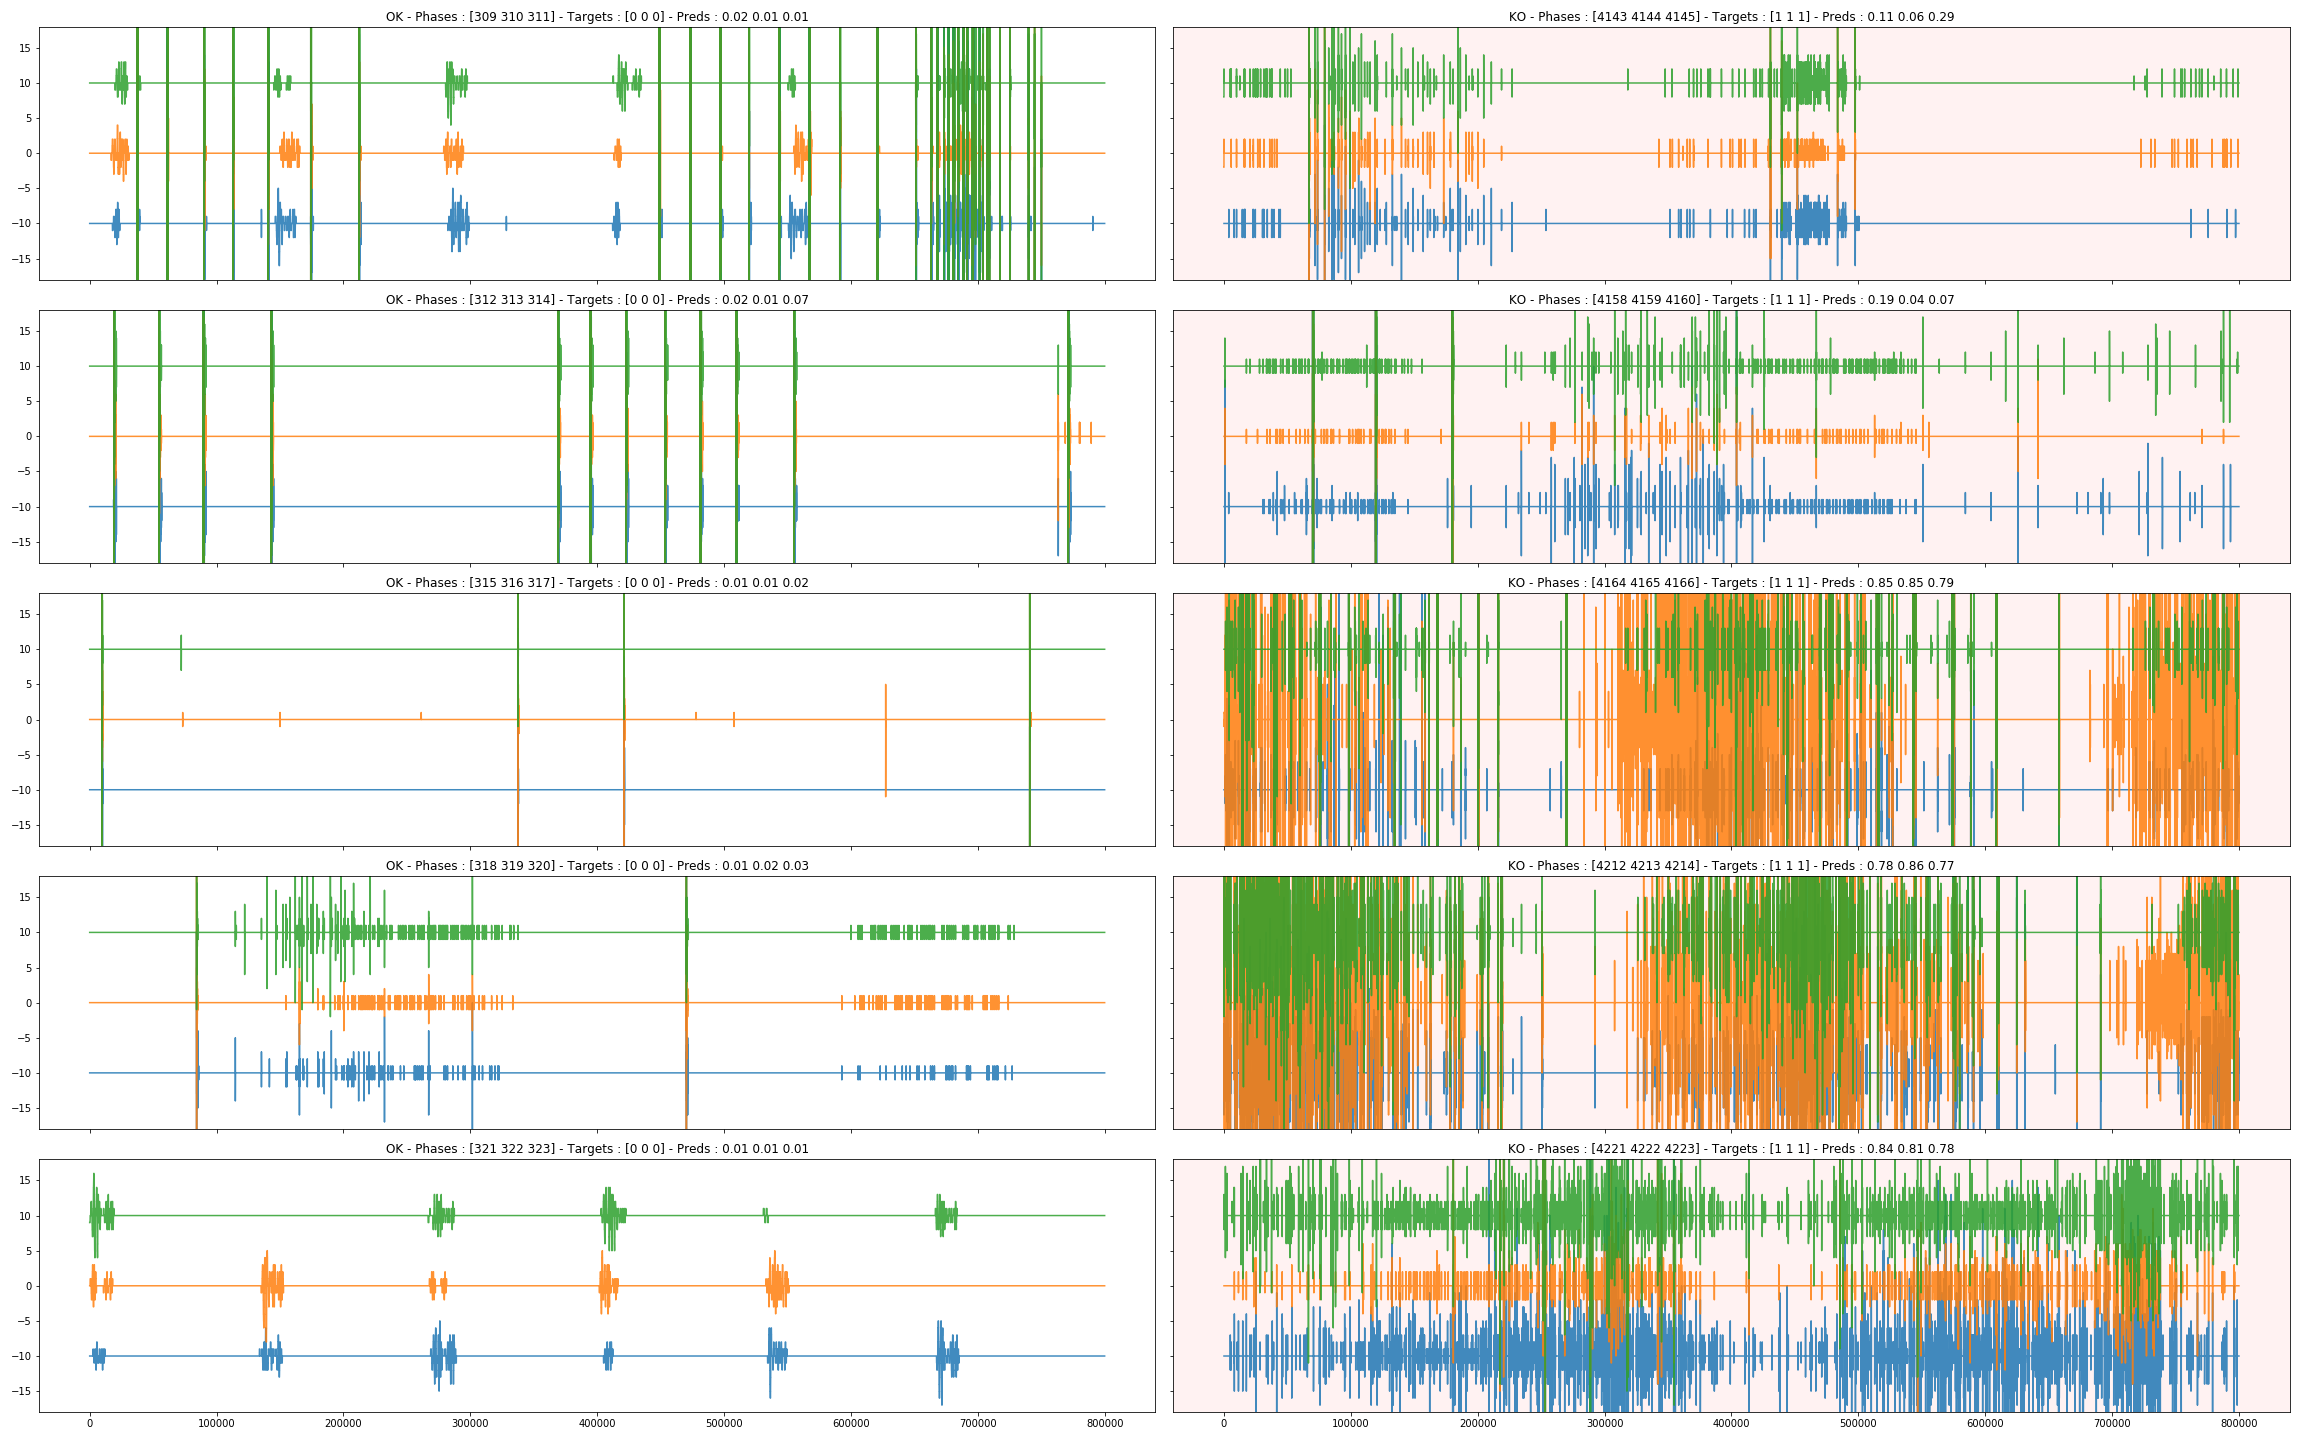 OK - Phases : [309 310 311] - Targets : [0 0 0] - Preds : 0.02 0.01 0.01
KO - Phases : [4143 4144 4145] - Targets : [1 1 1] - Preds : 0.11 0.06 0.29
15
10
5
0
−5
−10
−15
OK - Phases : [312 313 314] - Targets : [0 0 0] - Preds : 0.02 0.01 0.07
KO - Phases : [4158 4159 4160] - Targets : [1 1 1] - Preds : 0.19 0.04 0.07
15
10
5
0
−5
−10
−15
OK - Phases : [315 316 317] - Targets : [0 0 0] - Preds : 0.01 0.01 0.02
KO - Phases : [4164 4165 4166] - Targets : [1 1 1] - Preds : 0.85 0.85 0.79
15
10
5
0
−5
−10
−15
OK - Phases : [318 319 320] - Targets : [0 0 0] - Preds : 0.01 0.02 0.03
KO - Phases : [4212 4213 4214] - Targets : [1 1 1] - Preds : 0.78 0.86 0.77
15
10
5
0
−5
−10
−15
OK - Phases : [321 322 323] - Targets : [0 0 0] - Preds : 0.01 0.01 0.01
KO - Phases : [4221 4222 4223] - Targets : [1 1 1] - Preds : 0.84 0.81 0.78
15
10
5
0
−5
−10
−15
0 100000 200000 300000 400000 500000 600000 700000 800000
0 100000 200000 300000 400000 500000 600000 700000 800000